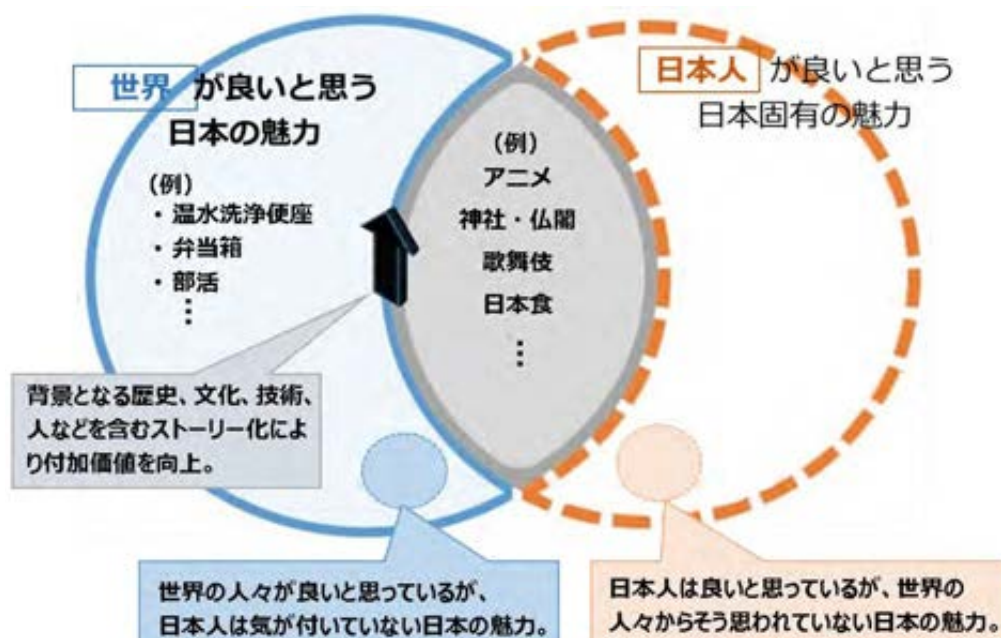 世界 が良いと思う
日本の魅力
(例)
・ 温水洗浄便座
・ 弁当箱
・ 部活
⋮
(例)
アニメ
神社・仏閣
歌舞伎
日本食
⋮
日本人 が良いと思う
日本固有の魅力
背景となる歴史、文化、技術、
人などを含むストーリー化によ
り付加価値を向上。
世界の人々が良いと思っているが、
日本人は気が付いていない日本の魅力。
日本人は良いと思っているが、世界の
人々からそう思われていない日本の魅力。